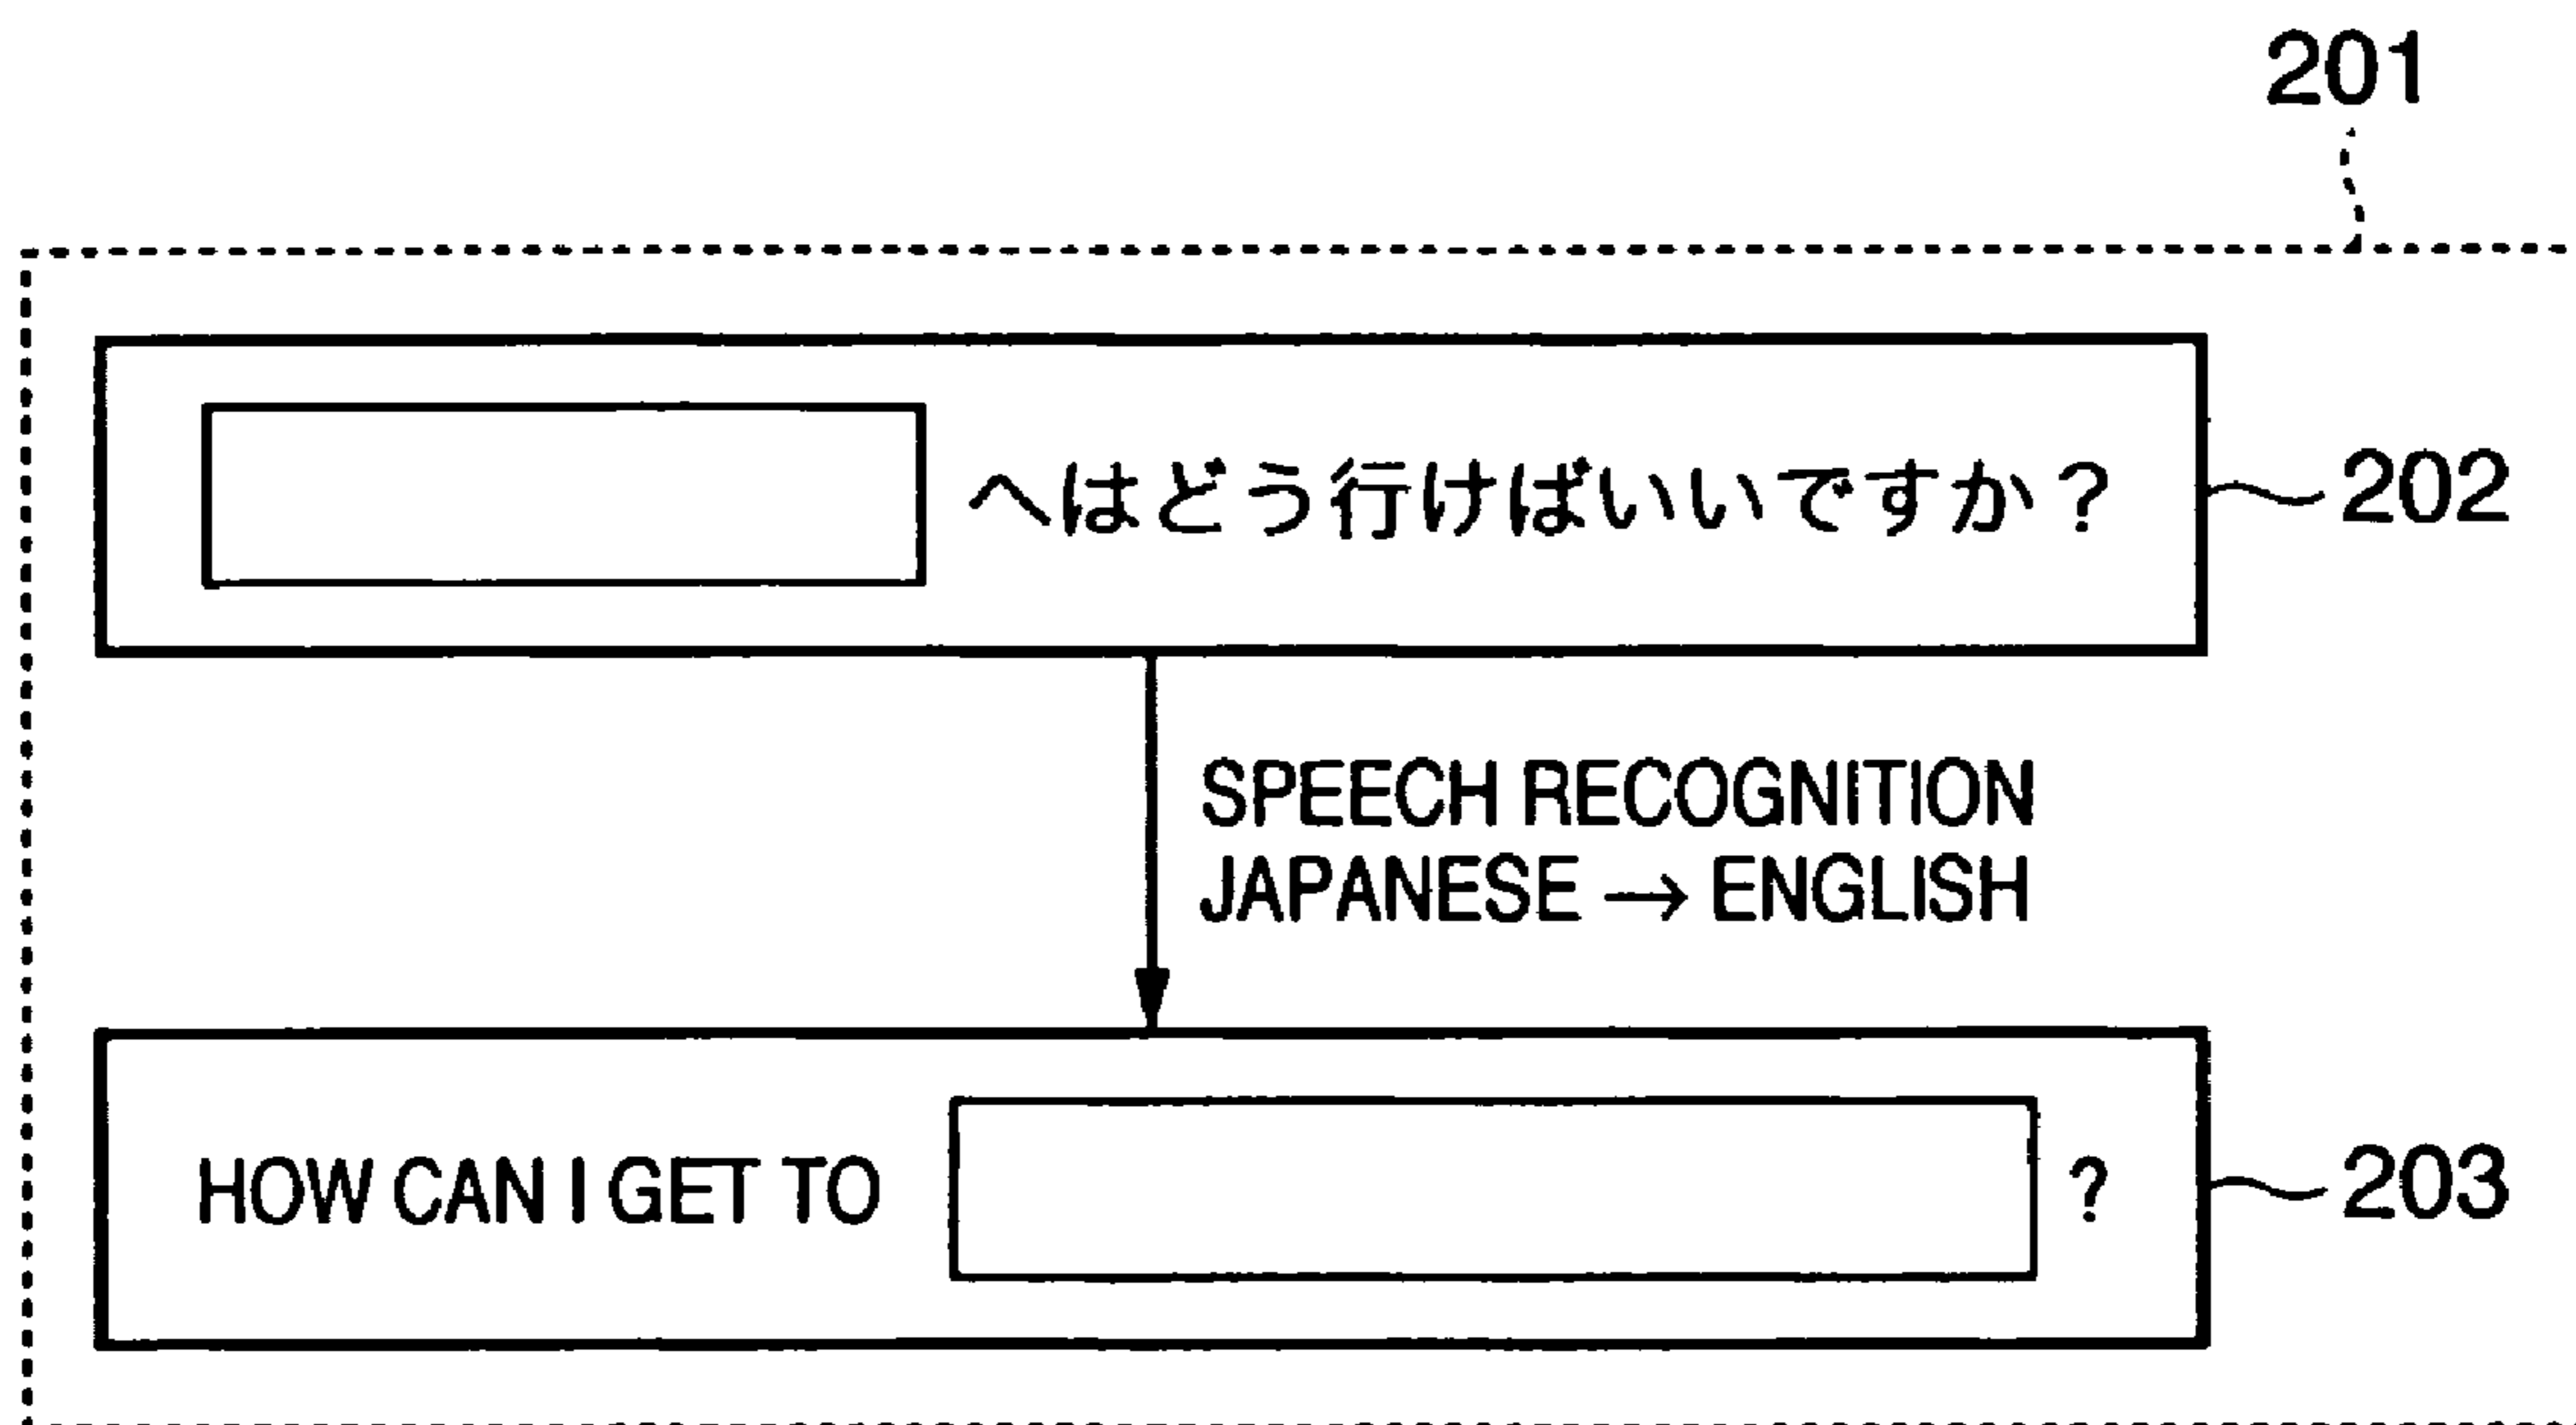 201
へはどう行けばいいですか？
202
SPEECH RECOGNITION
JAPANESE → ENGLISH
HOW CAN I GET TO ?
203